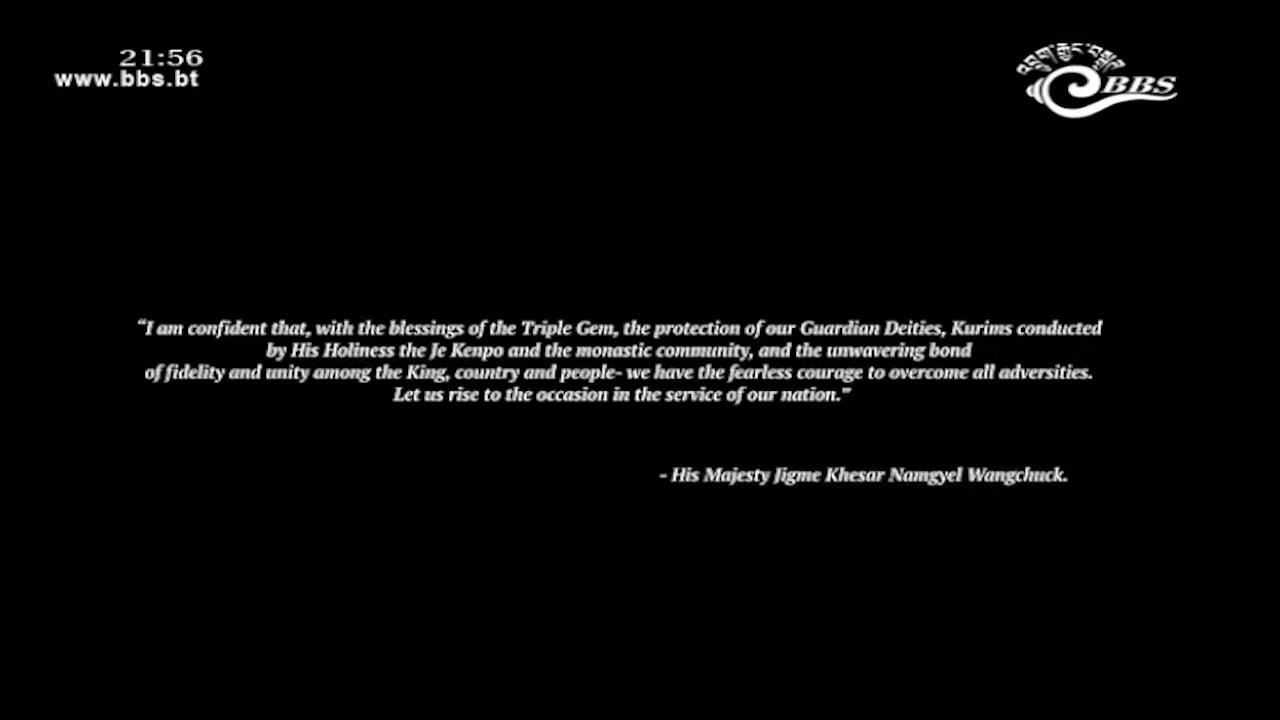 21:56
www.bbs.bt
འབྲུག་རྒྱང་བསྒྲགས
BBS
“I am confident that, with the blessings of the Triple Gem, the protection of our Guardian Deities, Kurims conducted
by His Holiness the Je Kenpo and the monastic community, and the unwavering bond
of fidelity and unity among the King, country and people- we have the fearless courage to overcome all adversities.
Let us rise to the occasion in the service of our nation.”
- His Majesty Jigme Khesar Namgyel Wangchuck.